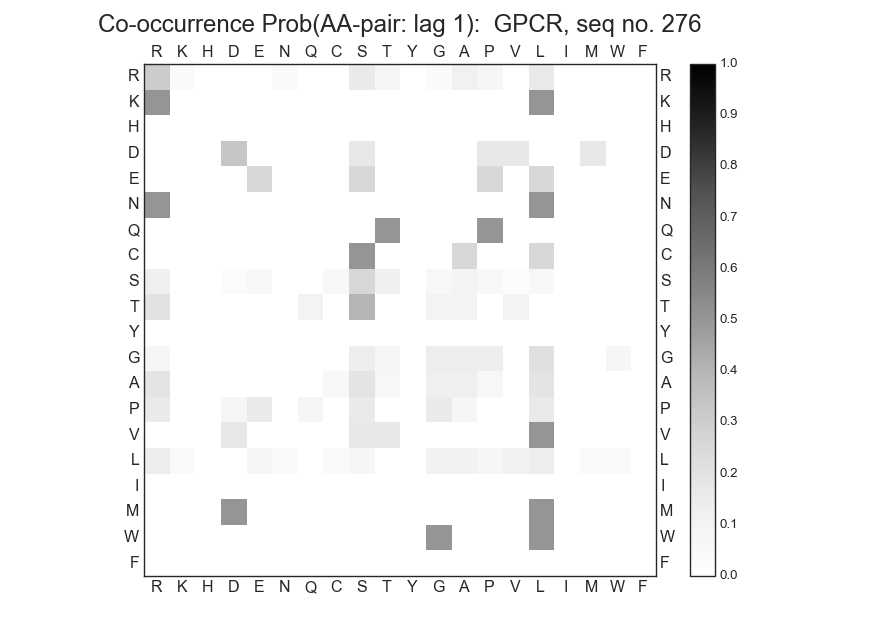 Co-occurrence Prob(AA-pair: lag 1):  GPCR, seq no. 276
R K H D E N Q C S T Y G A P V L I M W F
R R 1.0
K K 0.9
H H
D D 0.8
E E
N N 0.7
Q Q
C C 0.6
S S
T T 0.5
Y Y
G G 0.4
A A
P P 0.3
V V
L L 0.2
I I
M M 0.1
W W
F F 0.0
R K H D E N Q C S T Y G A P V L I M W F